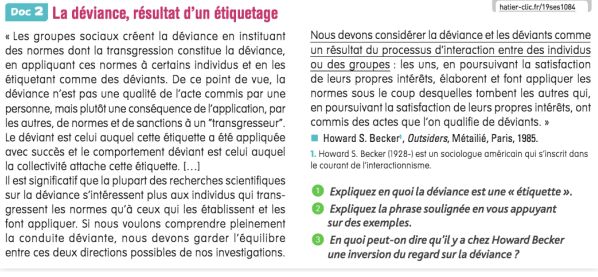 Doc 2 La déviance, résultat d'un étiquetage
hatier-clic.fr/19ses1084
« Les groupes sociaux créent la déviance en instituant
des normes dont la transgression constitue la déviance,
en appliquant ces normes à certains individus et en les
étiquetant comme des déviants. De ce point de vue, la
déviance n'est pas une qualité de l'acte commis par une
personne, mais plutôt une conséquence de l'application, par
les autres, de normes et de sanctions à un "transgresseur".
Le déviant est celui auquel cette étiquette a été appliquée
avec succès et le comportement déviant est celui auquel
la collectivité attache cette étiquette. […]
Il est significatif que la plupart des recherches scientifiques
sur la déviance s'intéressent plus aux individus qui trans-
gressent les normes qu'à ceux qui les établissent et les
font appliquer. Si nous voulons comprendre pleinement
la conduite déviante, nous devons garder l'équilibre
entre ces deux directions possibles de nos investigations.
Nous devons considérer la déviance et les déviants comme
un résultat du processus d'interaction entre des individus
ou des groupes : les uns, en poursuivant la satisfaction
de leurs propres intérêts, élaborent et font appliquer les
normes sous le coup desquelles tombent les autres qui,
en poursuivant la satisfaction de leurs propres intérêts, ont
commis des actes que l'on qualifie de déviants. »
■ Howard S. Becker¹, Outsiders, Métailié, Paris, 1985.
1. Howard S. Becker (1928-) est un sociologue américain qui s'inscrit dans
le courant de l'interactionnisme.
1 Expliquez en quoi la déviance est une « étiquette ».
2 Expliquez la phrase soulignée en vous appuyant
sur des exemples.
3 En quoi peut-on dire qu'il y a chez Howard Becker
une inversion du regard sur la déviance ?